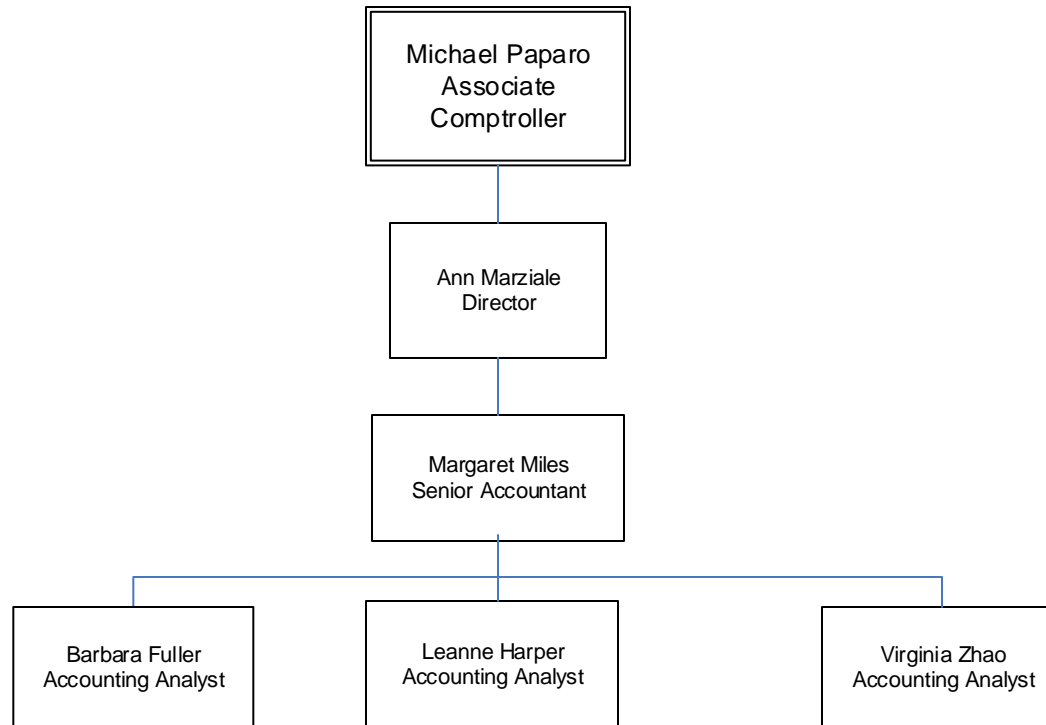 Michael Paparo
Associate
Comptroller
Ann Marziale
Director
Margaret Miles
Senior Accountant
Barbara Fuller
Accounting Analyst
Leanne Harper
Accounting Analyst
Virginia Zhao
Accounting Analyst